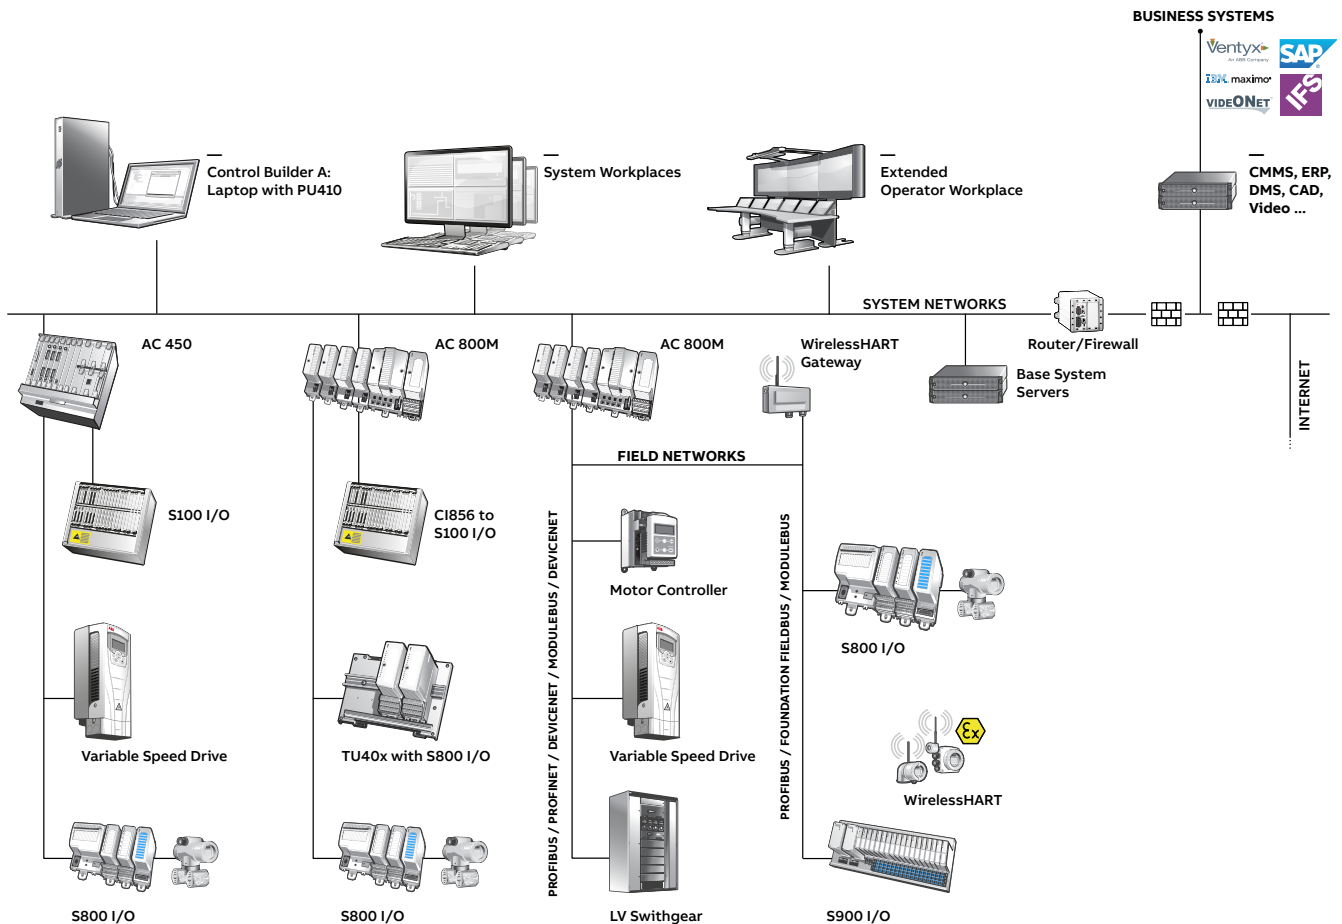 BUSINESS SYSTEMS
Ventyx
An ABB Company
SAP
IBM. maximo
VIDEONET
IFS
Control Builder A:
Laptop with PU410
System Workplaces
Extended
Operator Workplace
CMMS, ERP,
DMS, CAD,
Video ...
SYSTEM NETWORKS
AC 450
AC 800M
AC 800M
WirelessHART
Gateway
Router/Firewall
Base System
Servers
INTERNET
FIELD NETWORKS
S100 I/O
CI856 to
S100 I/O
PROFIBUS / PROFINET / DEVICENET / MODULEBUS / DEVICENET
Motor Controller
PROFIBUS / FOUNDATION FIELDBUS / MODULEBUS
S800 I/O
ABB
ABB
Variable Speed Drive
TU40x with S800 I/O
Variable Speed Drive
Ex
WirelessHART
S800 I/O
S800 I/O
LV Swithgear
S900 I/O